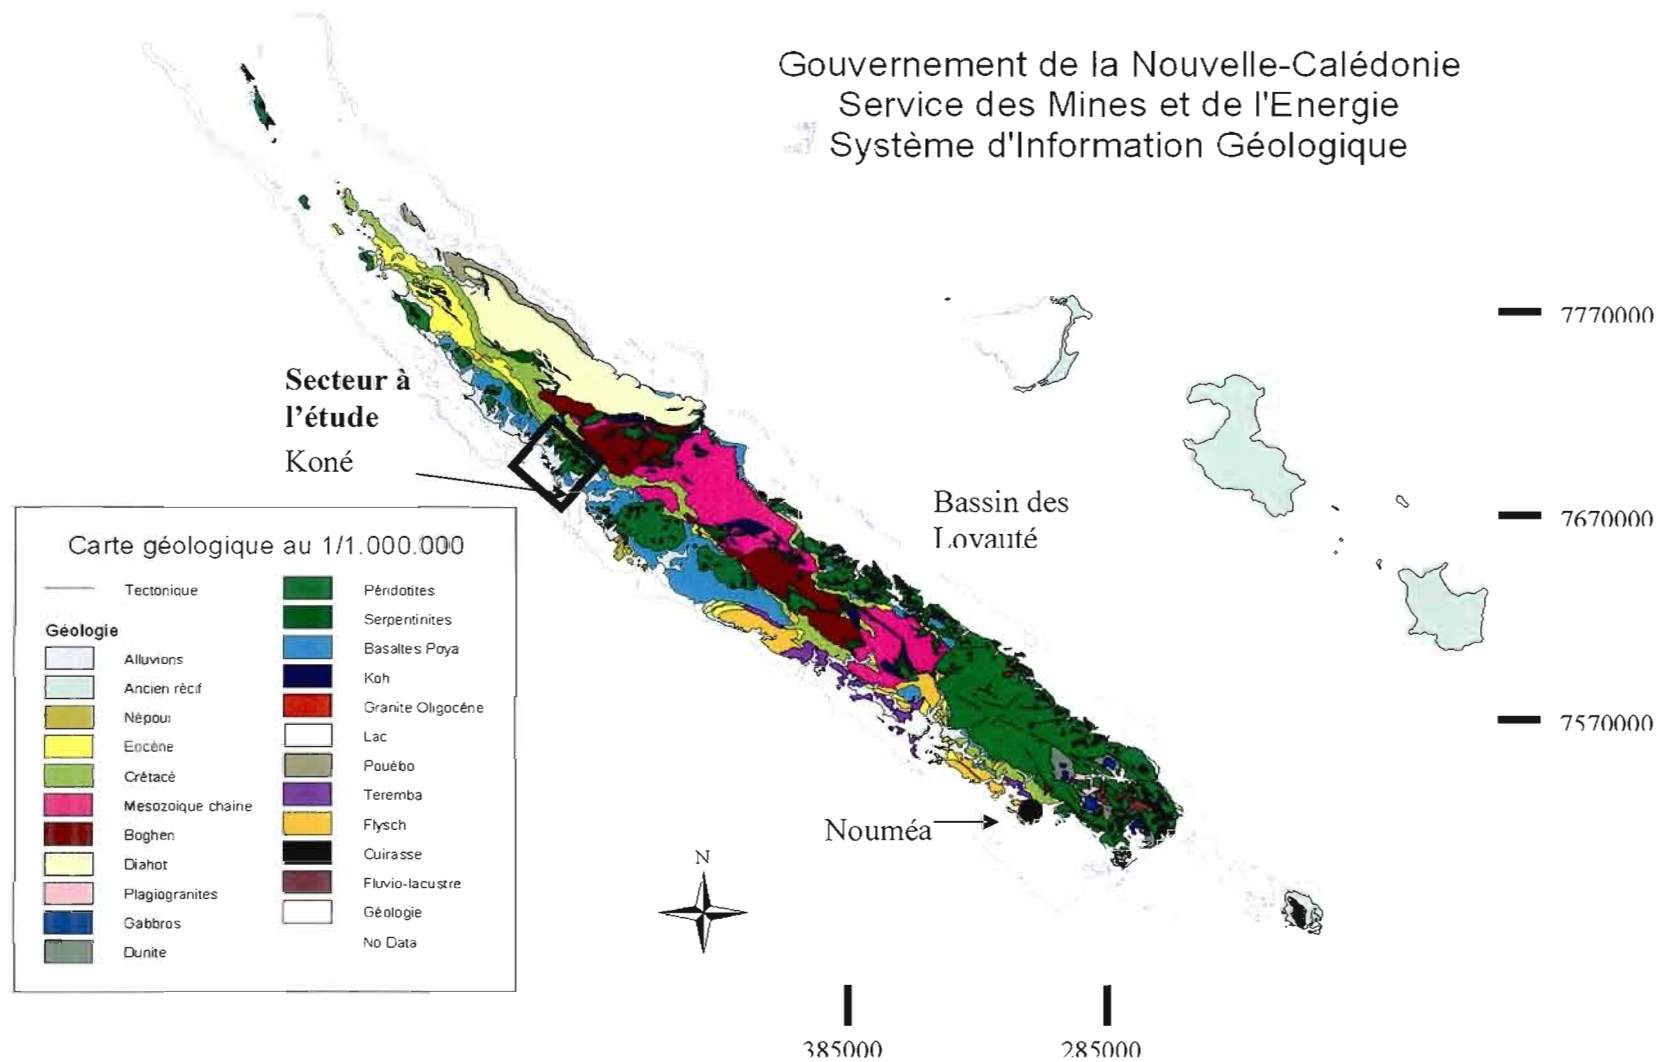 Gouvernement de la Nouvelle-Calédonie
Service des Mines et de l'Energie
Système d'Information Géologique
7770000
Secteur à
l'étude
Koné
Bassin des
Loyauté
7670000
7570000
Carte géologique au 1/1.000.000
Tectonique
Géologie
Alluvions
Ancien récif
Népoui
Eocène
Crétacé
Mesozoique chaine
Boghen
Diahot
Plagiogranites
Gabbros
Dunite
Péridotites
Serpentinites
Basaltes Poya
Koh
Granite Oligocène
Lac
Pouébo
Teremba
Flysch
Cuirasse
Fluvio-lacustre
Géologie
No Data
Nouméa
N
385000
285000